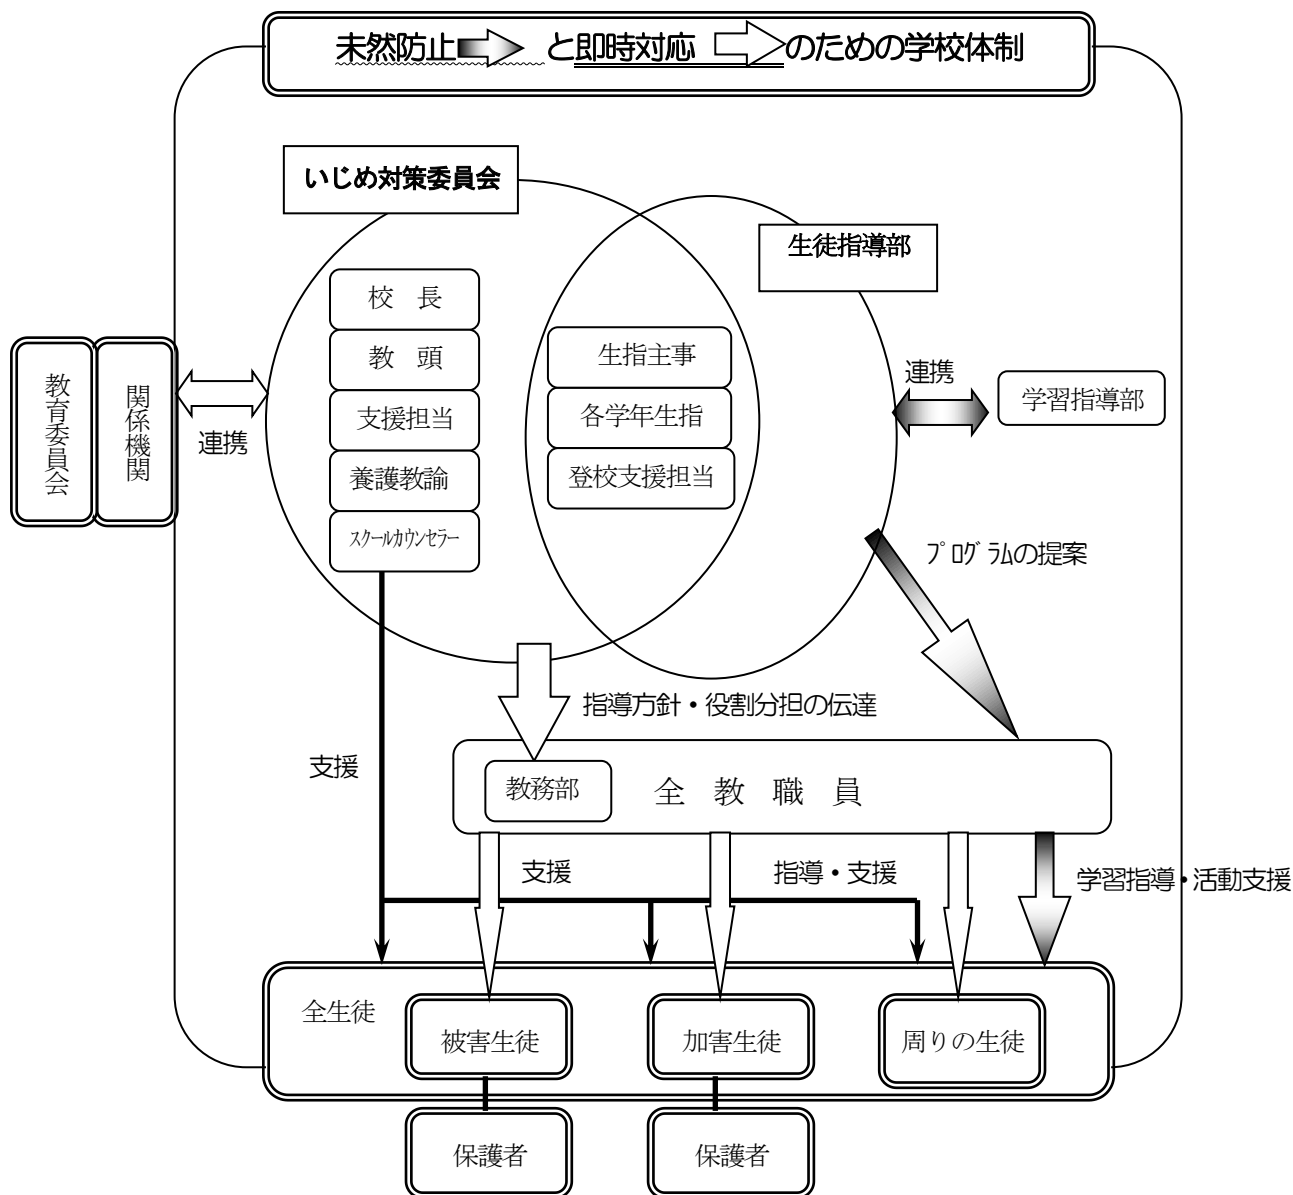 未然防止 と即時対応 のための学校体制
いじめ対策委員会
生徒指導部
校 長
教 頭
支援担当
養護教諭
スクールカウンセラー
生指主事
各学年生指
登校支援担当
教育委員会
関係機関
連携
連携
学習指導部
プログラムの提案
指導方針・役割分担の伝達
支援
教務部
全 教 職 員
支援
指導・支援
学習指導・活動支援
全生徒
被害生徒
加害生徒
周りの生徒
保護者
保護者